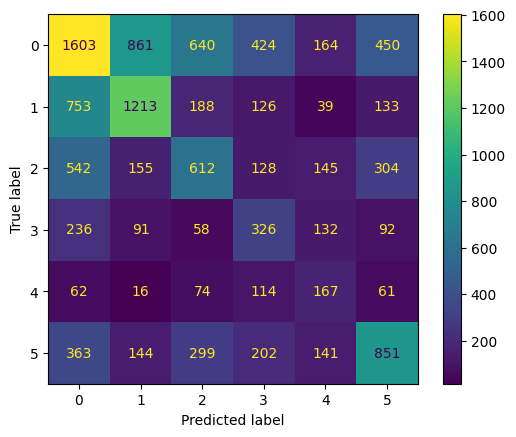 0 1603 861 640 424 164 450
1 753 1213 188 126 39 133
2 542 155 612 128 145 304
3 236 91 58 326 132 92
4 62 16 74 114 167 61
5 363 144 299 202 141 851
0 1 2 3 4 5
Predicted label
True label
1600
1400
1200
1000
800
600
400
200